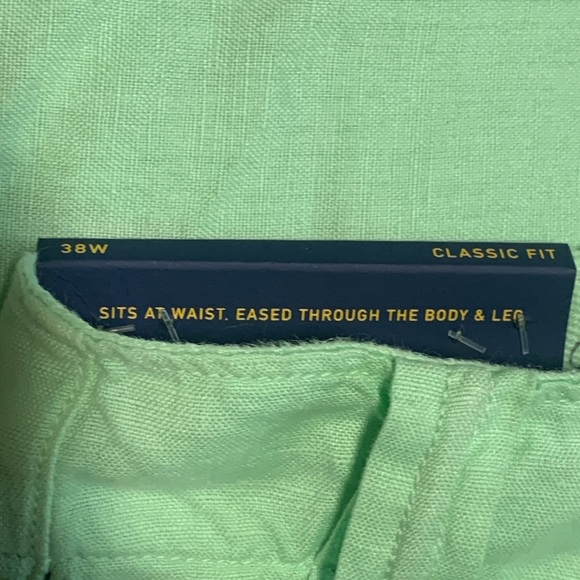 38W CLASSIC FIT
SITS AT WAIST. EASED THROUGH THE BODY & LEG